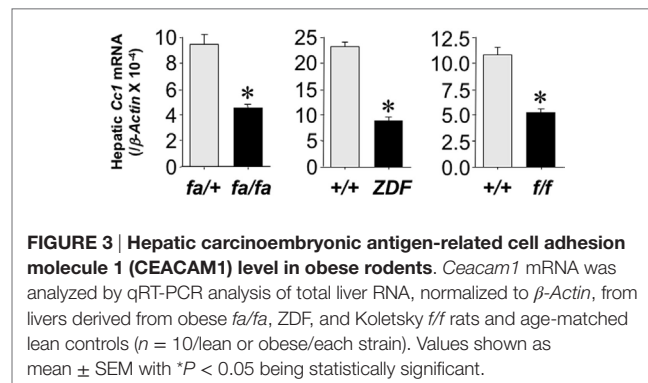 Hepatic Cc1 mRNA
(/β-Actin X 10⁻⁴)
10
8
6
4
2
0
*
fa/+ fa/fa
25
20
15
10
5
0
*
+/+ ZDF
12.5
10.0
7.5
5.0
2.5
0.0
*
+/+ f/f
FIGURE 3 | Hepatic carcinoembryonic antigen-related cell adhesion
molecule 1 (CEACAM1) level in obese rodents. Ceacam1 mRNA was
analyzed by qRT-PCR analysis of total liver RNA, normalized to β-Actin, from
livers derived from obese fa/fa, ZDF, and Koletsky f/f rats and age-matched
lean controls (n = 10/lean or obese/each strain). Values shown as
mean ± SEM with *P < 0.05 being statistically significant.